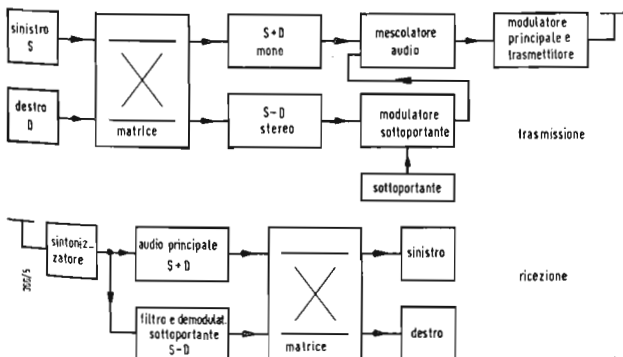 sinistro
S
destro
D
matrice
S+D
mono
S-D
stereo
mescolatore
audio
modulatore
sottoportante
sottoportante
modulatore
principale e
trasmettitore
trasmissione
sintoniz-
zatore
audio principale
S+D
filtro e demodulat.
sottoportante
S-D
matrice
sinistro
destro
ricezione